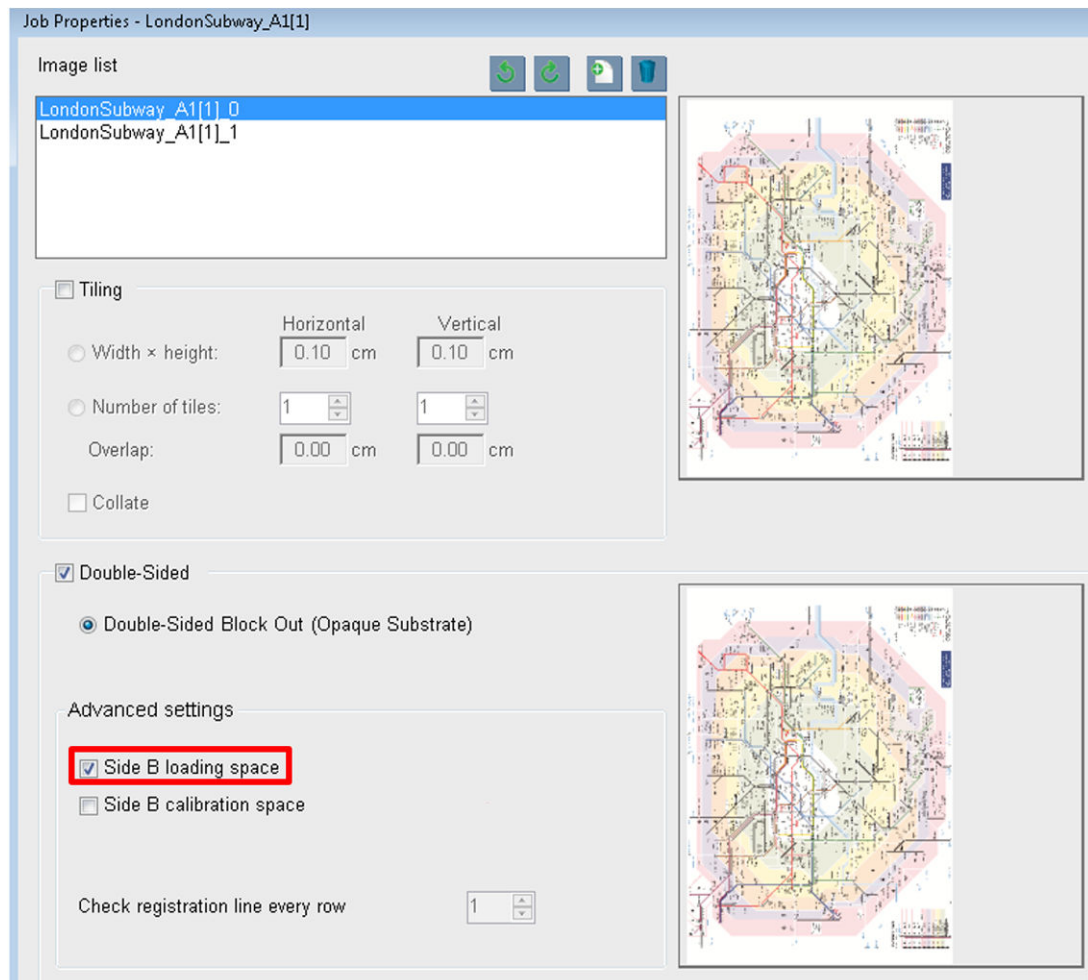 Job Properties - LondonSubway_A1[1]
Image list
LondonSubway_A1[1]_0
LondonSubway_A1[1]_1
Tiling
Horizontal Vertical
Width × height: 0.10 cm 0.10 cm
Number of tiles: 1 1
Overlap: 0.00 cm 0.00 cm
Collate
Double-Sided
Double-Sided Block Out (Opaque Substrate)
Advanced settings
Side B loading space
Side B calibration space
Check registration line every row 1